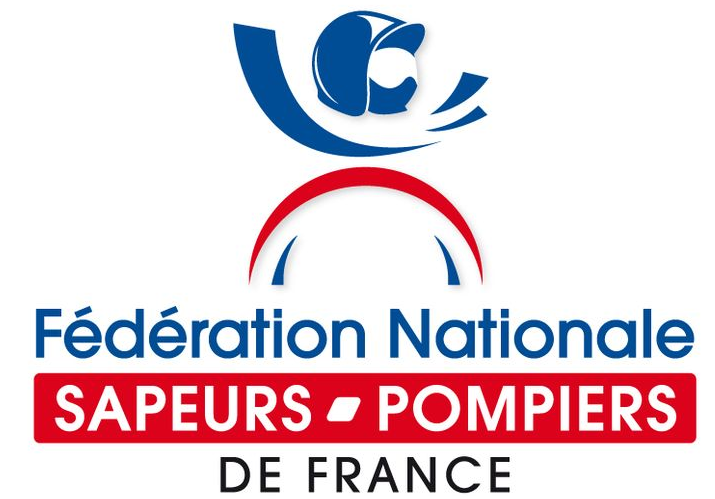 Fédération Nationale
SAPEURS - POMPIERS
DE FRANCE